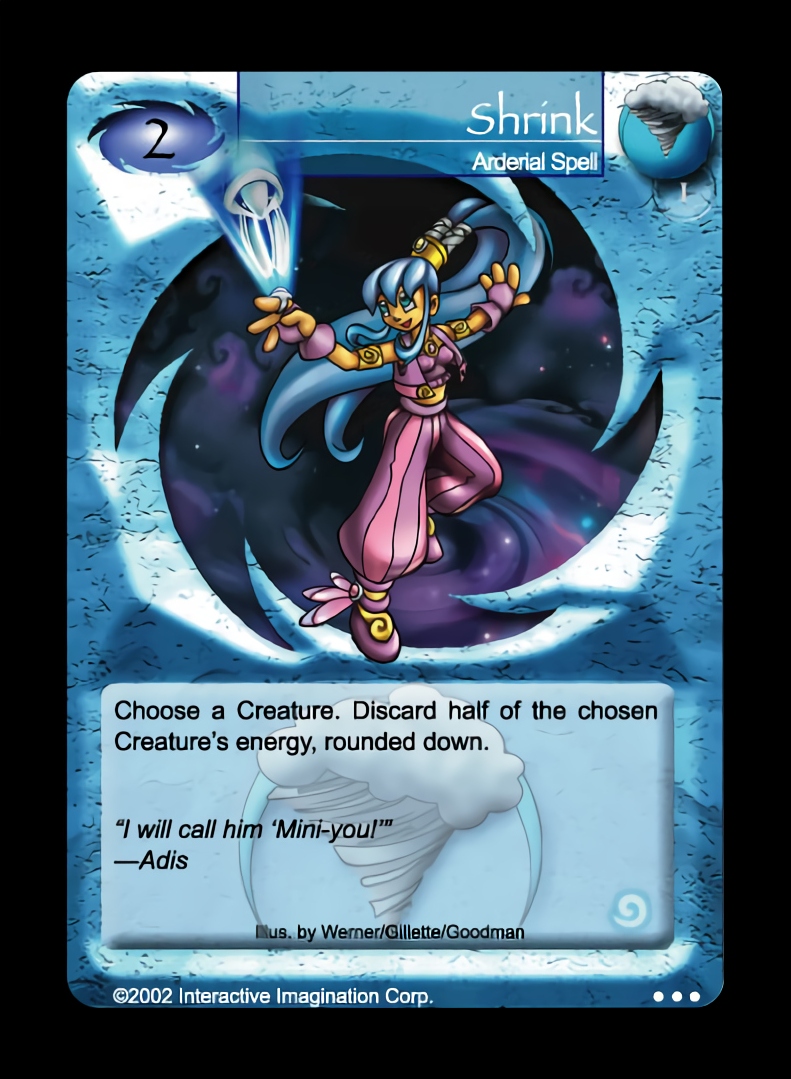 2
Shrink
Arderial Spell
1
Choose a Creature. Discard half of the chosen
Creature's energy, rounded down.
“I will call him ‘Mini-you!’”
—Adis
Illus. by Werner/Gillette/Goodman
©2002 Interactive Imagination Corp.